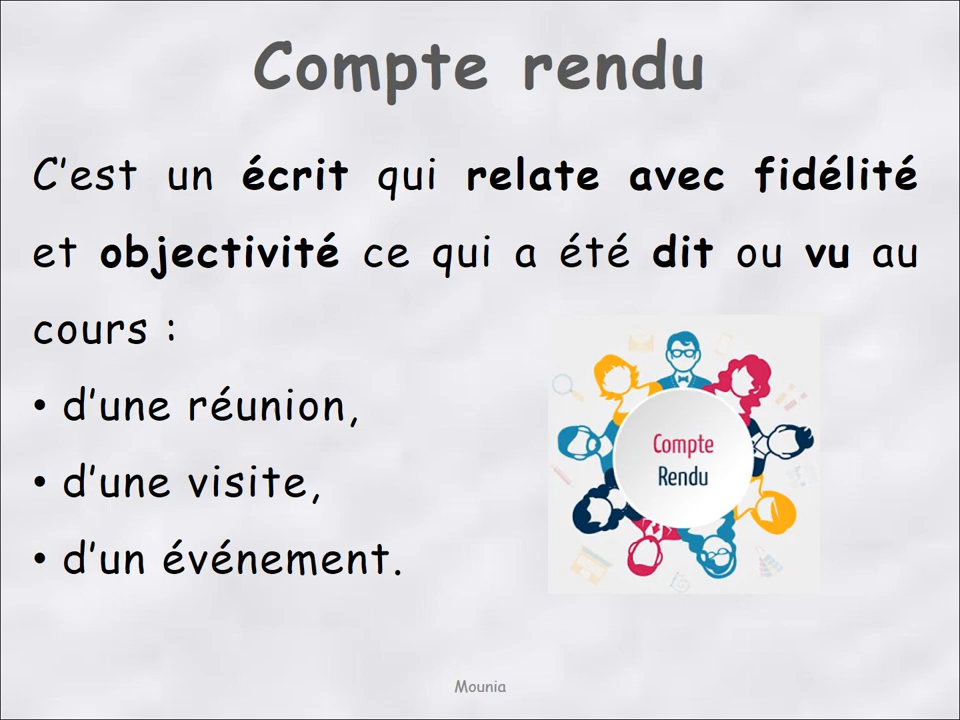 Compte rendu
C’est un écrit qui relate avec fidélité
et objectivité ce qui a été dit ou vu au
cours :
• d’une réunion,
• d’une visite,
• d’un événement.
Compte
Rendu
Mounia